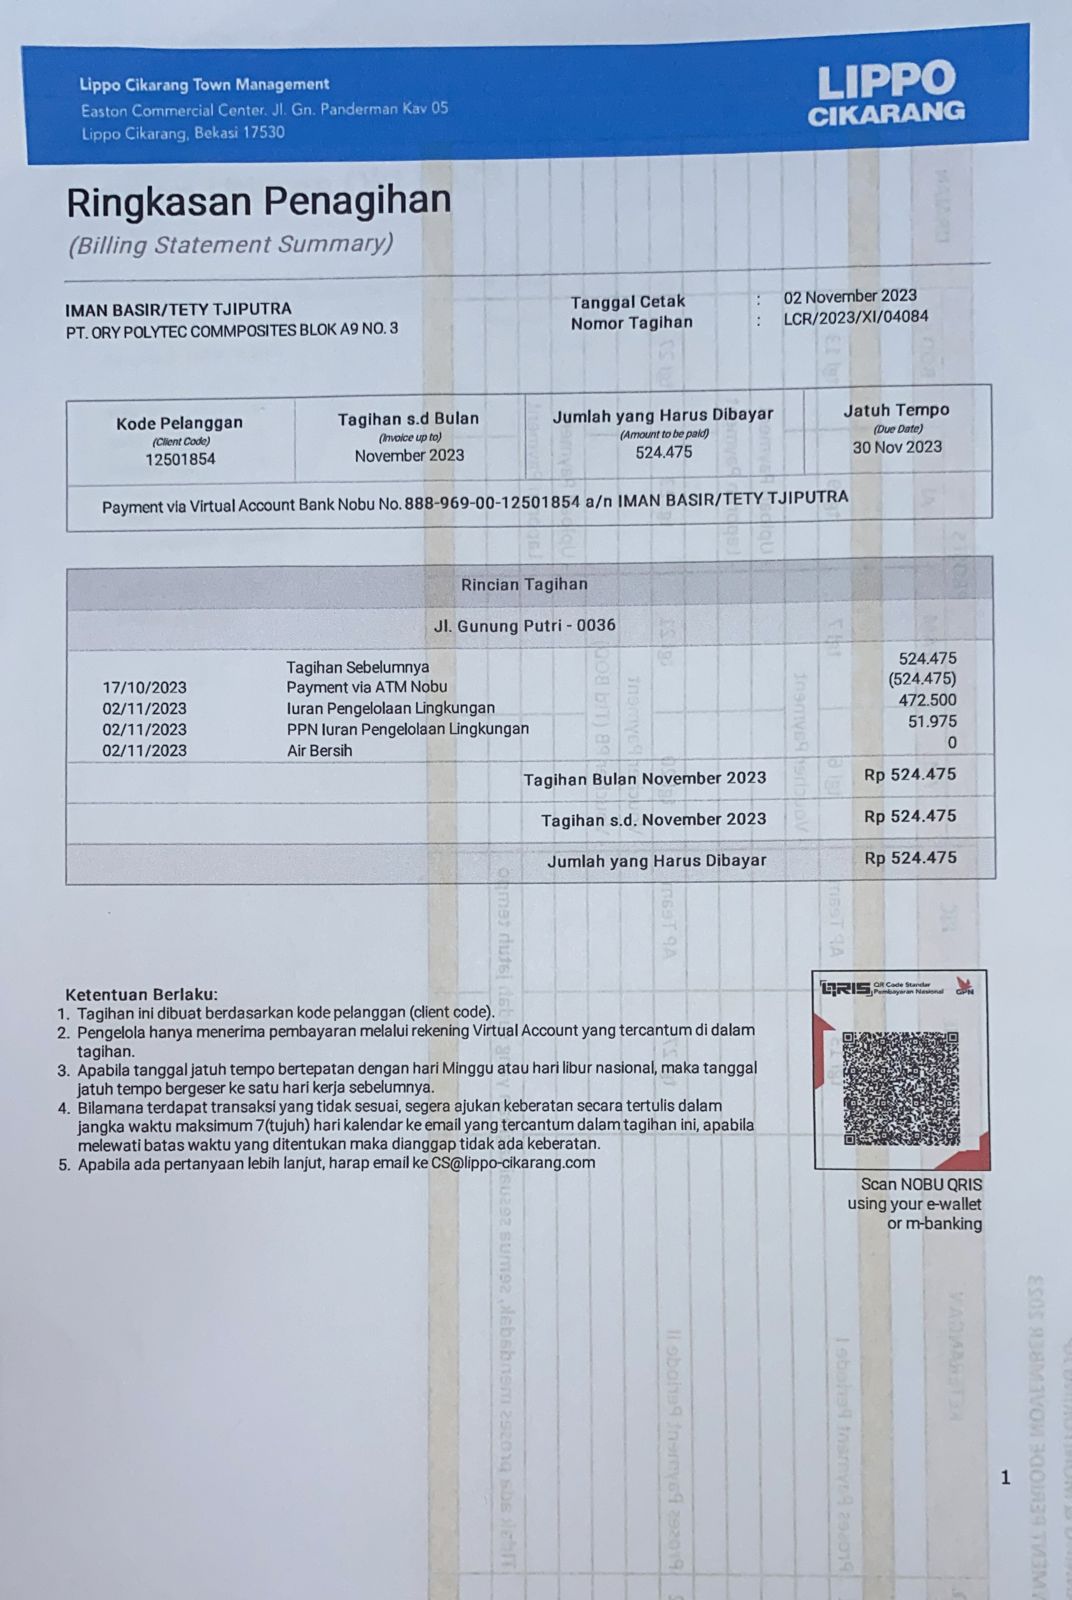 Lippo Cikarang Town Management
Easton Commercial Center. Jl. Gn. Panderman Kav 05
Lippo Cikarang, Bekasi 17530
LIPPO
CIKARANG
Ringkasan Penagihan
(Billing Statement Summary)
IMAN BASIR/TETY TJIPUTRA
PT. ORY POLYTEC COMMPOSITES BLOK A9 NO. 3
Tanggal Cetak : 02 November 2023
Nomor Tagihan : LCR/2023/XI/04084
Kode Pelanggan
(Client Code)
12501854
Tagihan s.d Bulan
(Invoice up to)
November 2023
Jumlah yang Harus Dibayar
(Amount to be paid)
524.475
Jatuh Tempo
(Due Date)
30 Nov 2023
Payment via Virtual Account Bank Nobu No. 888-969-00-12501854 a/n IMAN BASIR/TETY TJIPUTRA
Rincian Tagihan
Jl. Gunung Putri - 0036
Tagihan Sebelumnya 524.475
17/10/2023 Payment via ATM Nobu (524.475)
02/11/2023 Iuran Pengelolaan Lingkungan 472.500
02/11/2023 PPN Iuran Pengelolaan Lingkungan 51.975
02/11/2023 Air Bersih 0
Tagihan Bulan November 2023 Rp 524.475
Tagihan s.d. November 2023 Rp 524.475
Jumlah yang Harus Dibayar Rp 524.475
Ketentuan Berlaku:
1. Tagihan ini dibuat berdasarkan kode pelanggan (client code).
2. Pengelola hanya menerima pembayaran melalui rekening Virtual Account yang tercantum di dalam
tagihan.
3. Apabila tanggal jatuh tempo bertepatan dengan hari Minggu atau hari libur nasional, maka tanggal
jatuh tempo bergeser ke satu hari kerja sebelumnya.
4. Bilamana terdapat transaksi yang tidak sesuai, segera ajukan keberatan secara tertulis dalam
jangka waktu maksimum 7(tujuh) hari kalendar ke email yang tercantum dalam tagihan ini, apabila
melewati batas waktu yang ditentukan maka dianggap tidak ada keberatan.
5. Apabila ada pertanyaan lebih lanjut, harap email ke CS@lippo-cikarang.com
QRIS QR Code Standar
Pembayaran Nasional
GPN
Scan NOBU QRIS
using your e-wallet
or m-banking
1